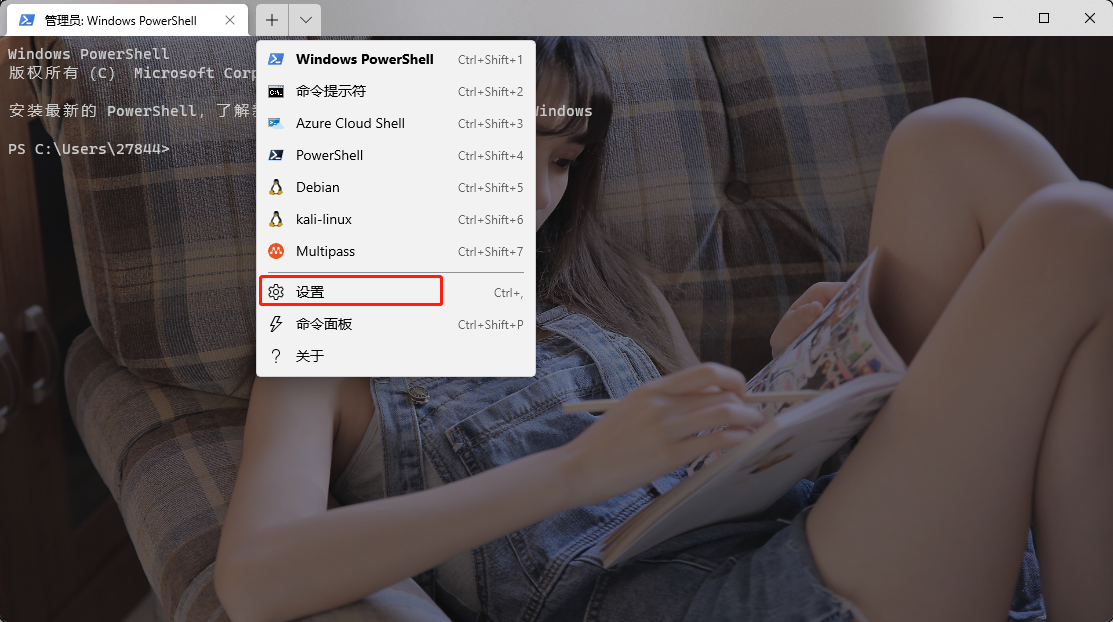 管理员: Windows PowerShell
Windows PowerShell
版权所有 (C) Microsoft Corp
安装最新的 PowerShell，了解
Windows
PS C:\Users\27844>
Windows PowerShell Ctrl+Shift+1
命令提示符 Ctrl+Shift+2
Azure Cloud Shell Ctrl+Shift+3
PowerShell Ctrl+Shift+4
Debian Ctrl+Shift+5
kali-linux Ctrl+Shift+6
Multipass Ctrl+Shift+7
设置 Ctrl+,
命令面板 Ctrl+Shift+P
? 关于